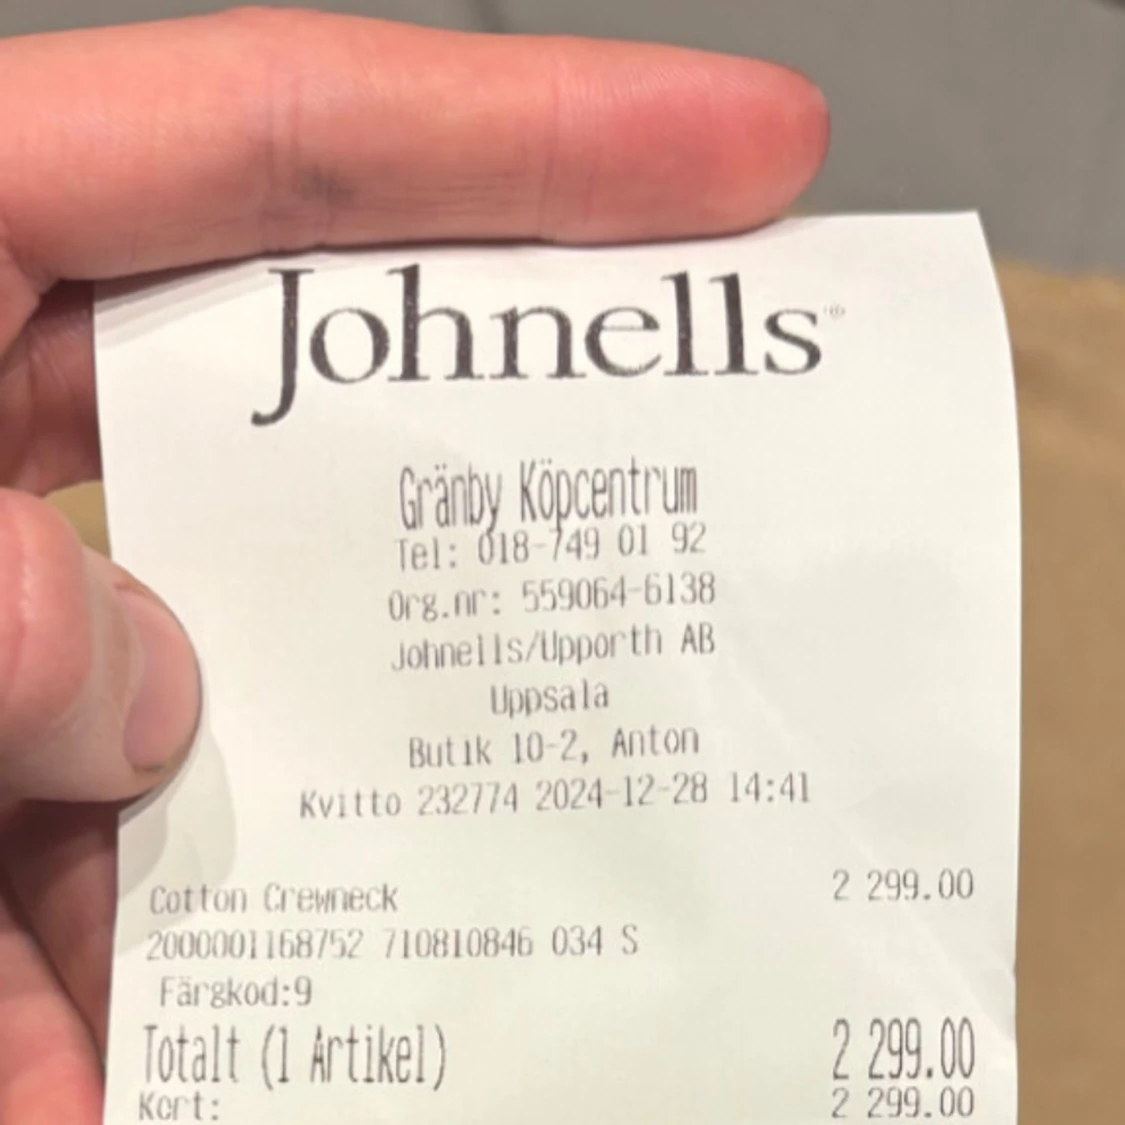 Johnells®
Gränby Köpcentrum
Tel: 018-749 01 92
Org.nr: 559064-6138
Johnells/Upporth AB
Uppsala
Butik 10-2, Anton
Kvitto 232774 2024-12-28 14:41
Cotton Crewneck 2 299.00
2000001168752 710810846 034 S
Färgkod:9
Totalt (1 Artikel) 2 299.00
Kort: 2 299.00